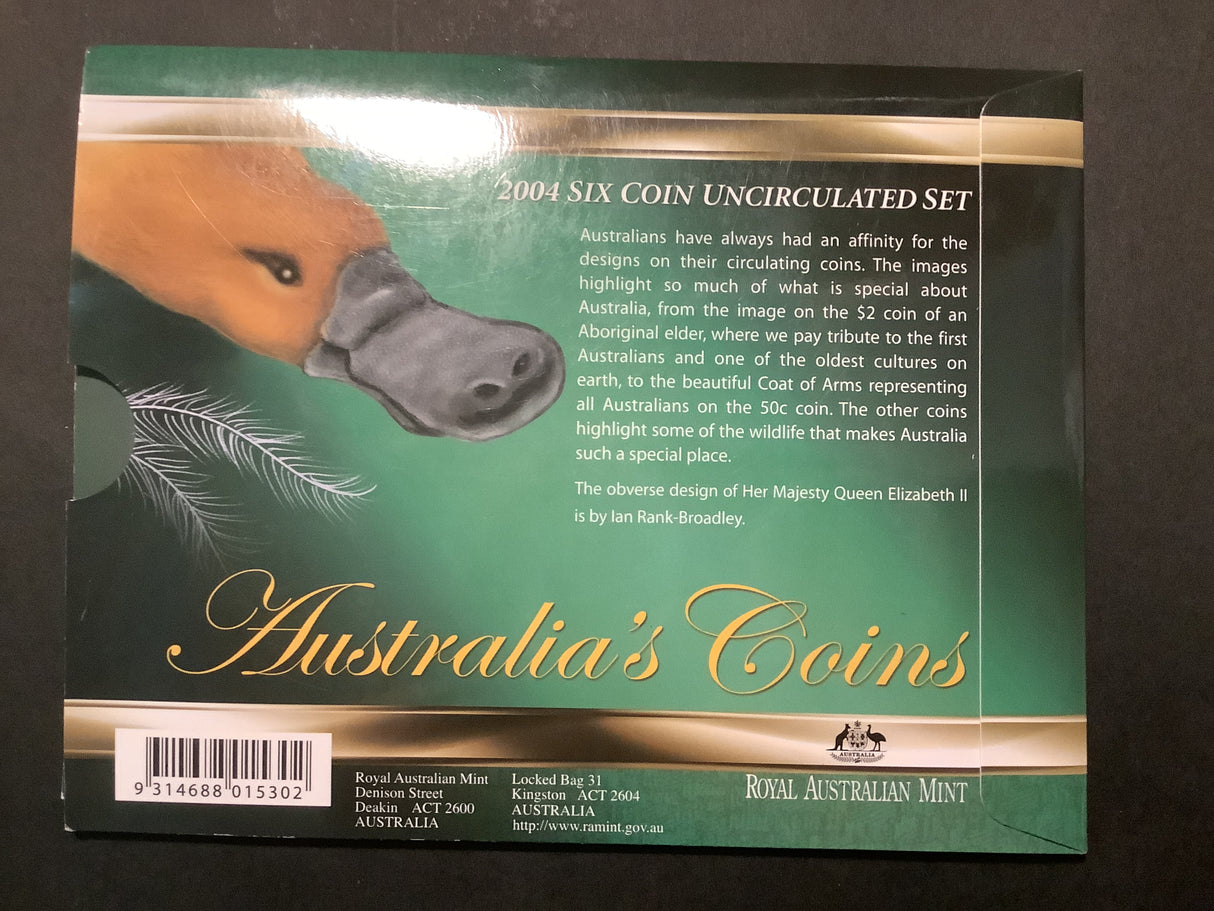 2004 SIX COIN UNCIRCULATED SET
Australians have always had an affinity for the
designs on their circulating coins. The images
highlight so much of what is special about
Australia, from the image on the $2 coin of an
Aboriginal elder, where we pay tribute to the first
Australians and one of the oldest cultures on
earth, to the beautiful Coat of Arms representing
all Australians on the 50c coin. The other coins
highlight some of the wildlife that makes Australia
such a special place.
The obverse design of Her Majesty Queen Elizabeth II
is by Ian Rank-Broadley.
Australia's Coins
9 314688 015302
Royal Australian Mint
Denison Street
Deakin ACT 2600
AUSTRALIA
Locked Bag 31
Kingston ACT 2604
AUSTRALIA
http://www.ramint.gov.au
AUSTRALIA
ROYAL AUSTRALIAN MINT